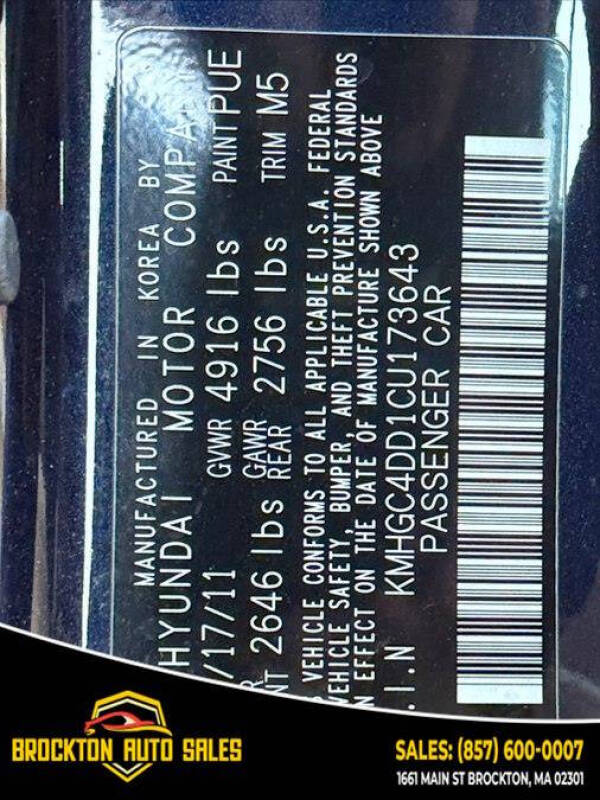 MANUFACTURED IN KOREA BY
HYUNDAI MOTOR COMPA
/17/11 GVWR 4916 lbs PAINT PUE
GAWR
2646 lbs REAR 2756 lbs TRIM M5
VEHICLE CONFORMS TO ALL APPLICABLE U.S.A. FEDERAL
VEHICLE SAFETY, BUMPER, AND THEFT PREVENTION STANDARDS
N EFFECT ON THE DATE OF MANUFACTURE SHOWN ABOVE
.I.N KMHGC4DD1CU173643
PASSENGER CAR
BROCKTON AUTO SALES
SALES: (857) 600-0007
1661 MAIN ST BROCKTON, MA 02301